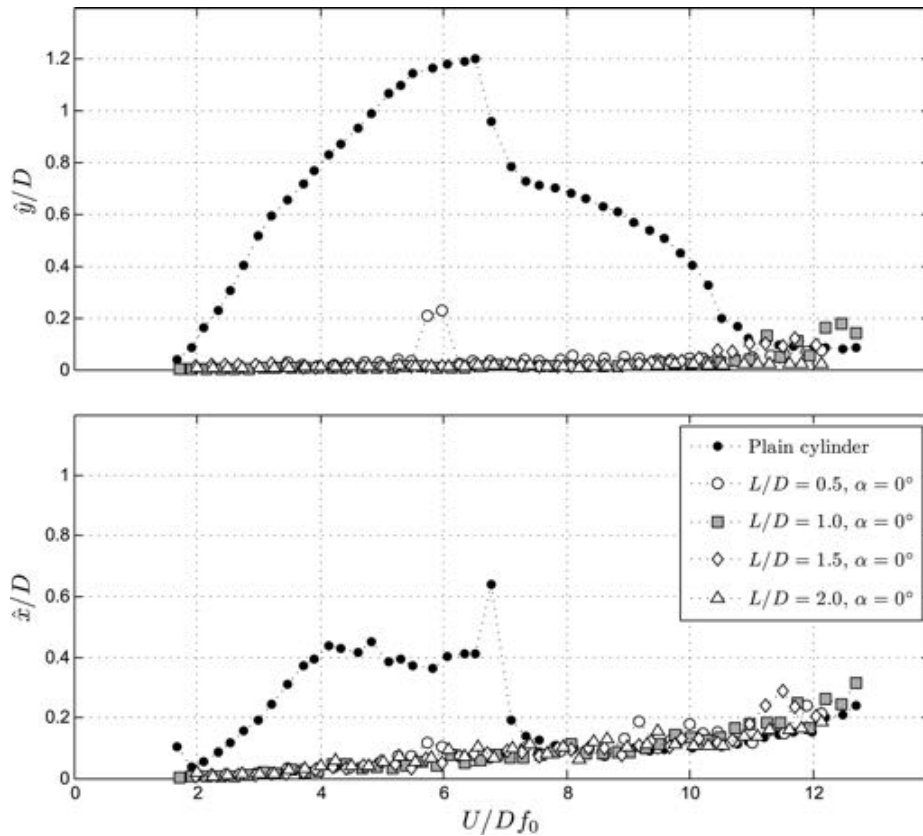 1.2
1
0.8
0.6
0.4
0.2
0
ŷ/D
1
0.8
0.6
0.4
0.2
0
x̂/D
Plain cylinder
L/D = 0.5, α = 0°
L/D = 1.0, α = 0°
L/D = 1.5, α = 0°
L/D = 2.0, α = 0°
0 2 4 6 8 10 12
U/Df₀